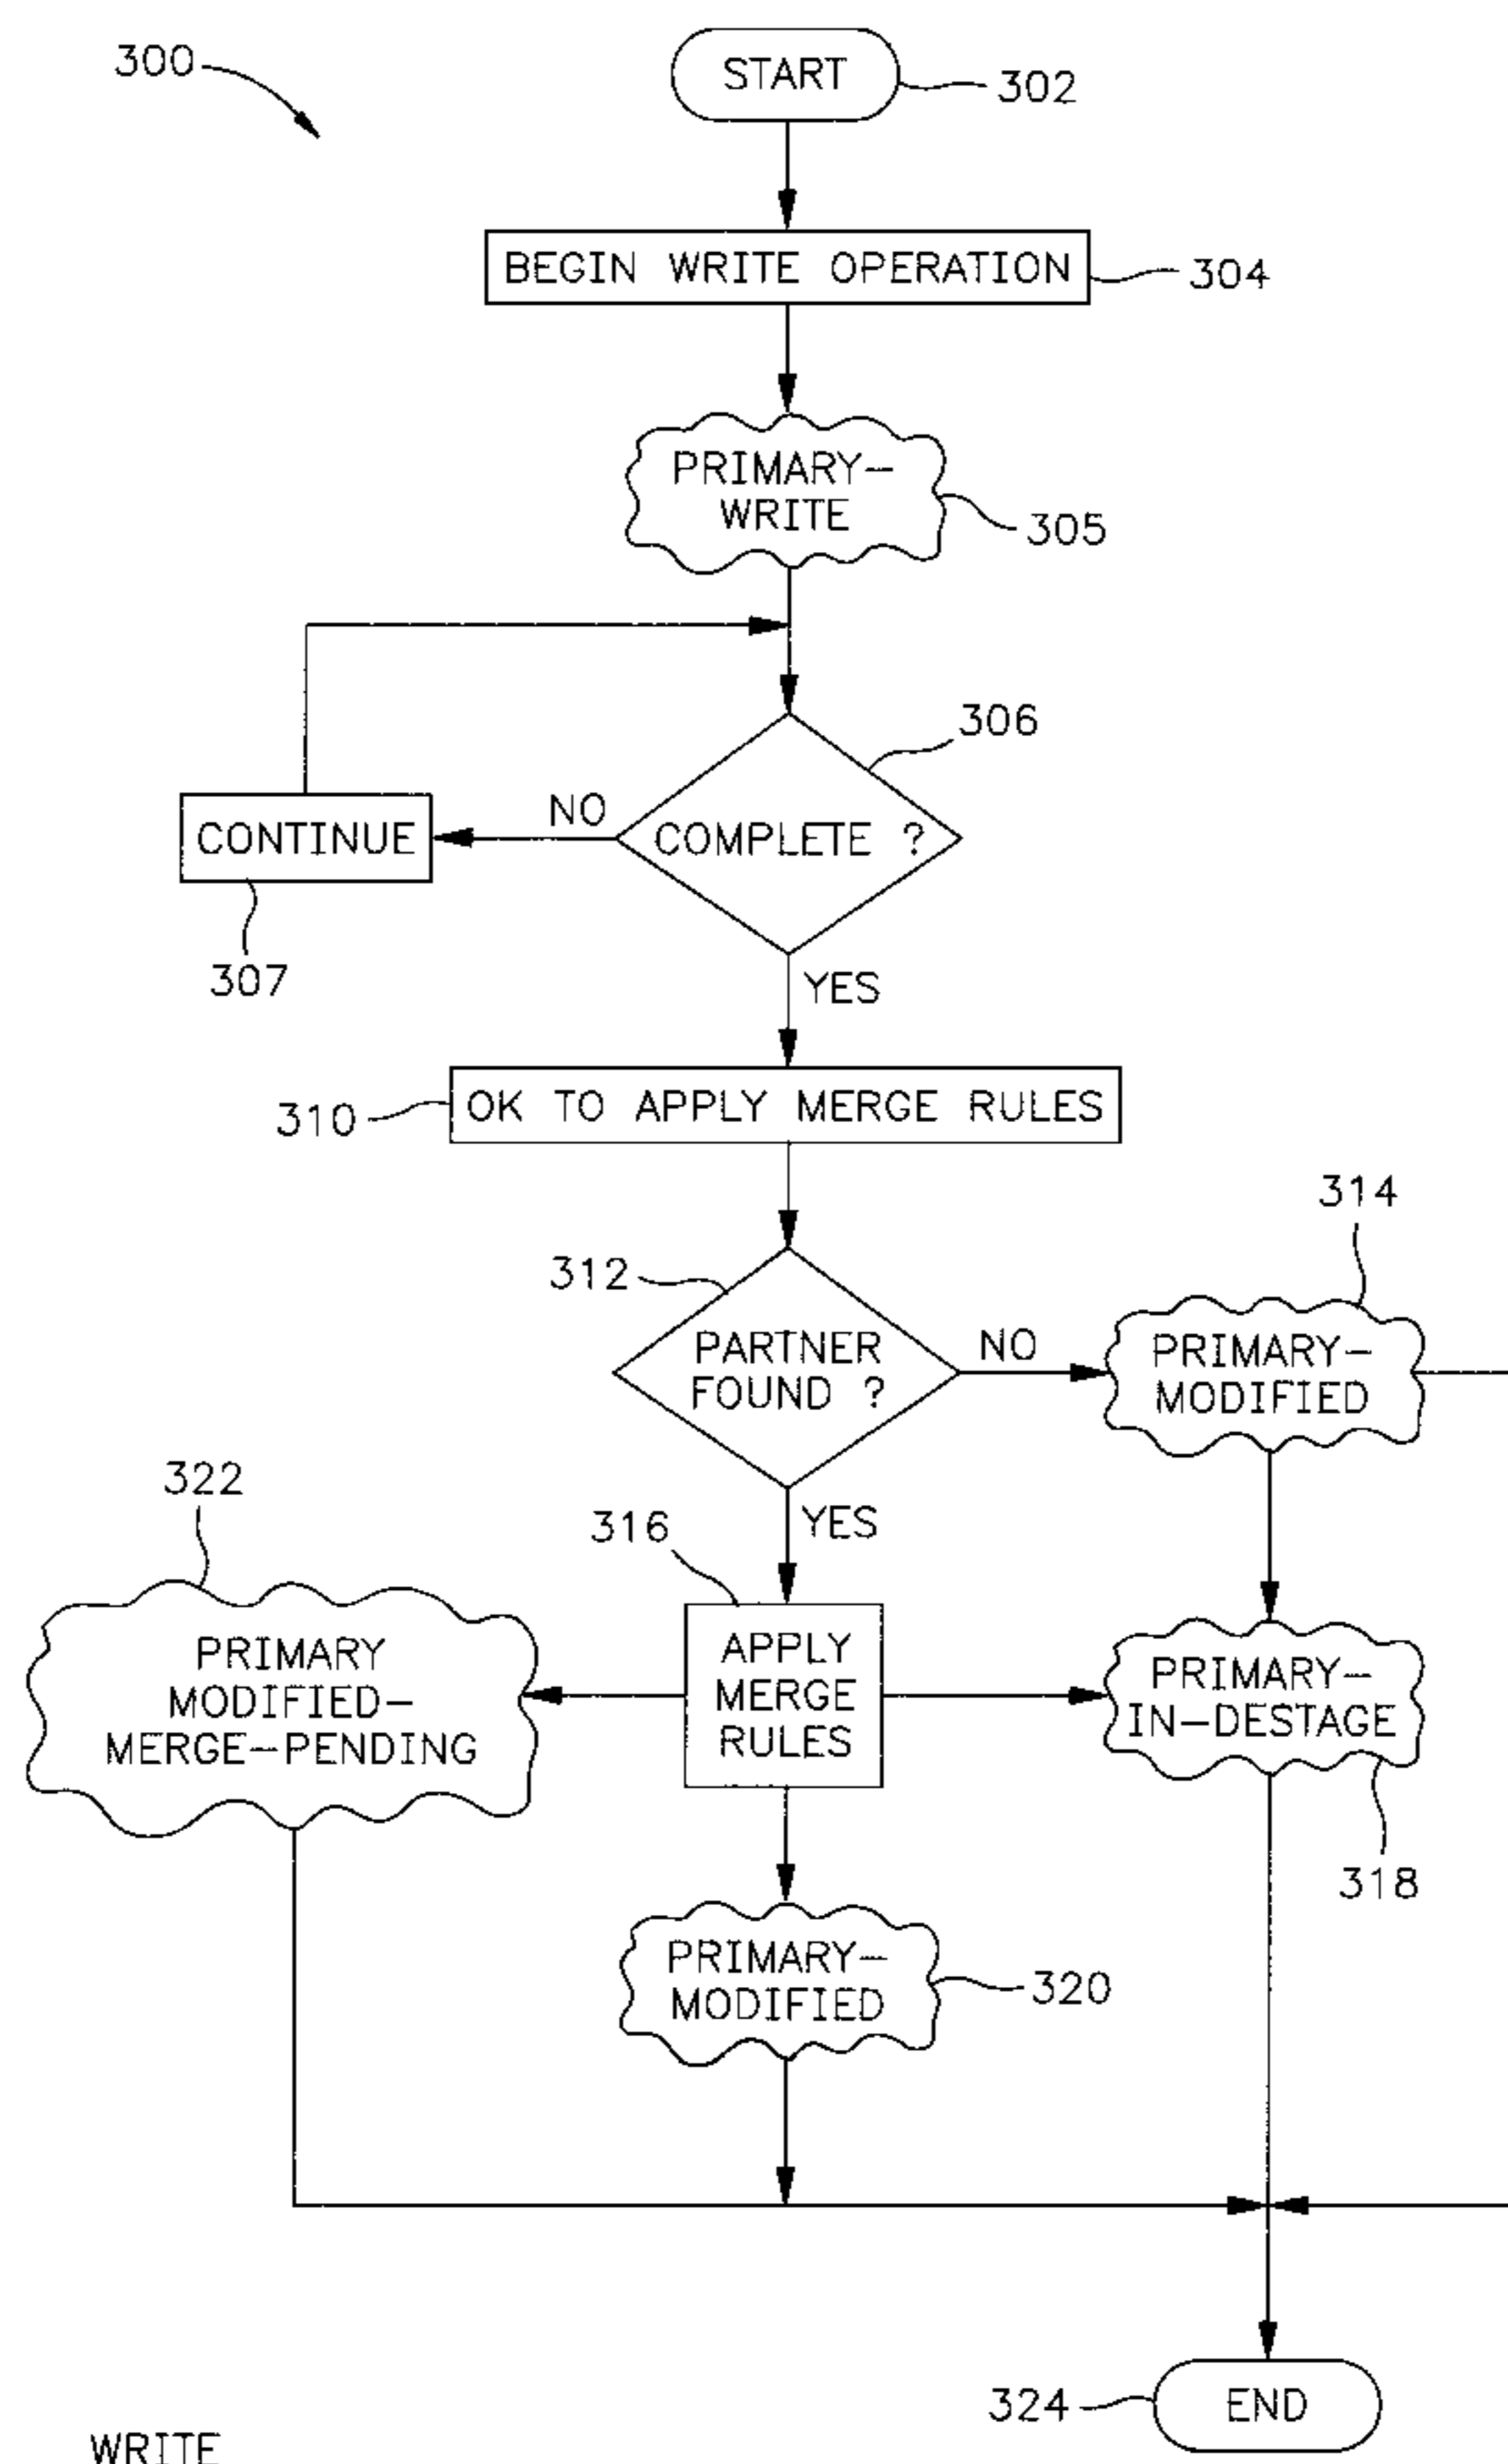 300
START
302
BEGIN WRITE OPERATION
304
PRIMARY-
WRITE
305
306
NO
CONTINUE
COMPLETE ?
307
YES
310
OK TO APPLY MERGE RULES
314
312
PARTNER
FOUND ?
NO
PRIMARY-
MODIFIED
322
316
YES
PRIMARY
MODIFIED-
MERGE-PENDING
APPLY
MERGE
RULES
PRIMARY-
IN-DESTAGE
318
PRIMARY-
MODIFIED
320
324
END
WRITE